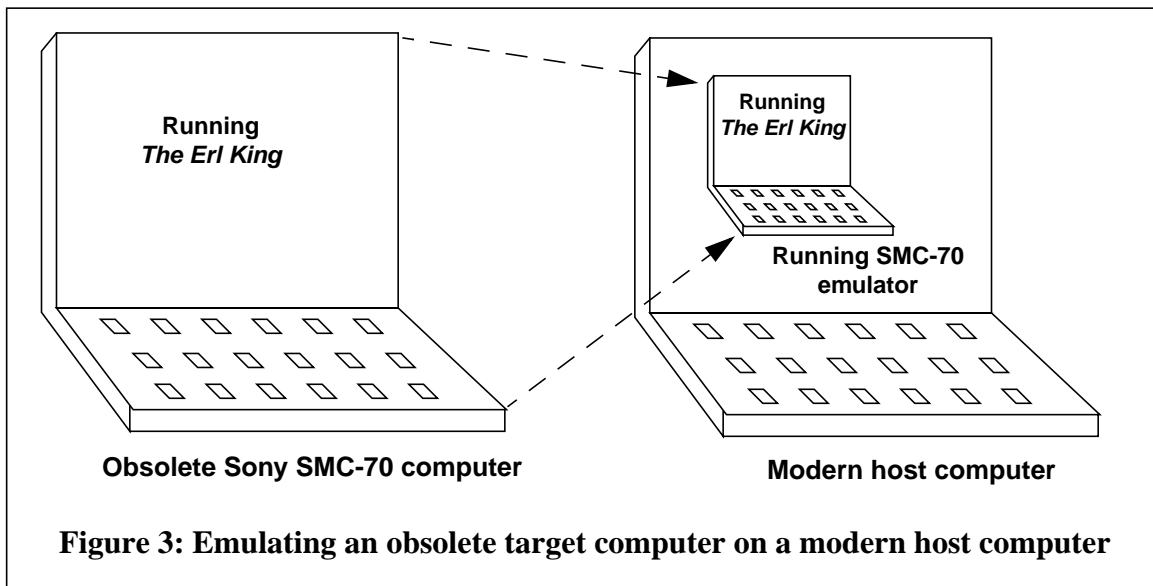 Running
The Erl King
Running
The Erl King
Running SMC-70
emulator
Obsolete Sony SMC-70 computer
Modern host computer
Figure 3: Emulating an obsolete target computer on a modern host computer